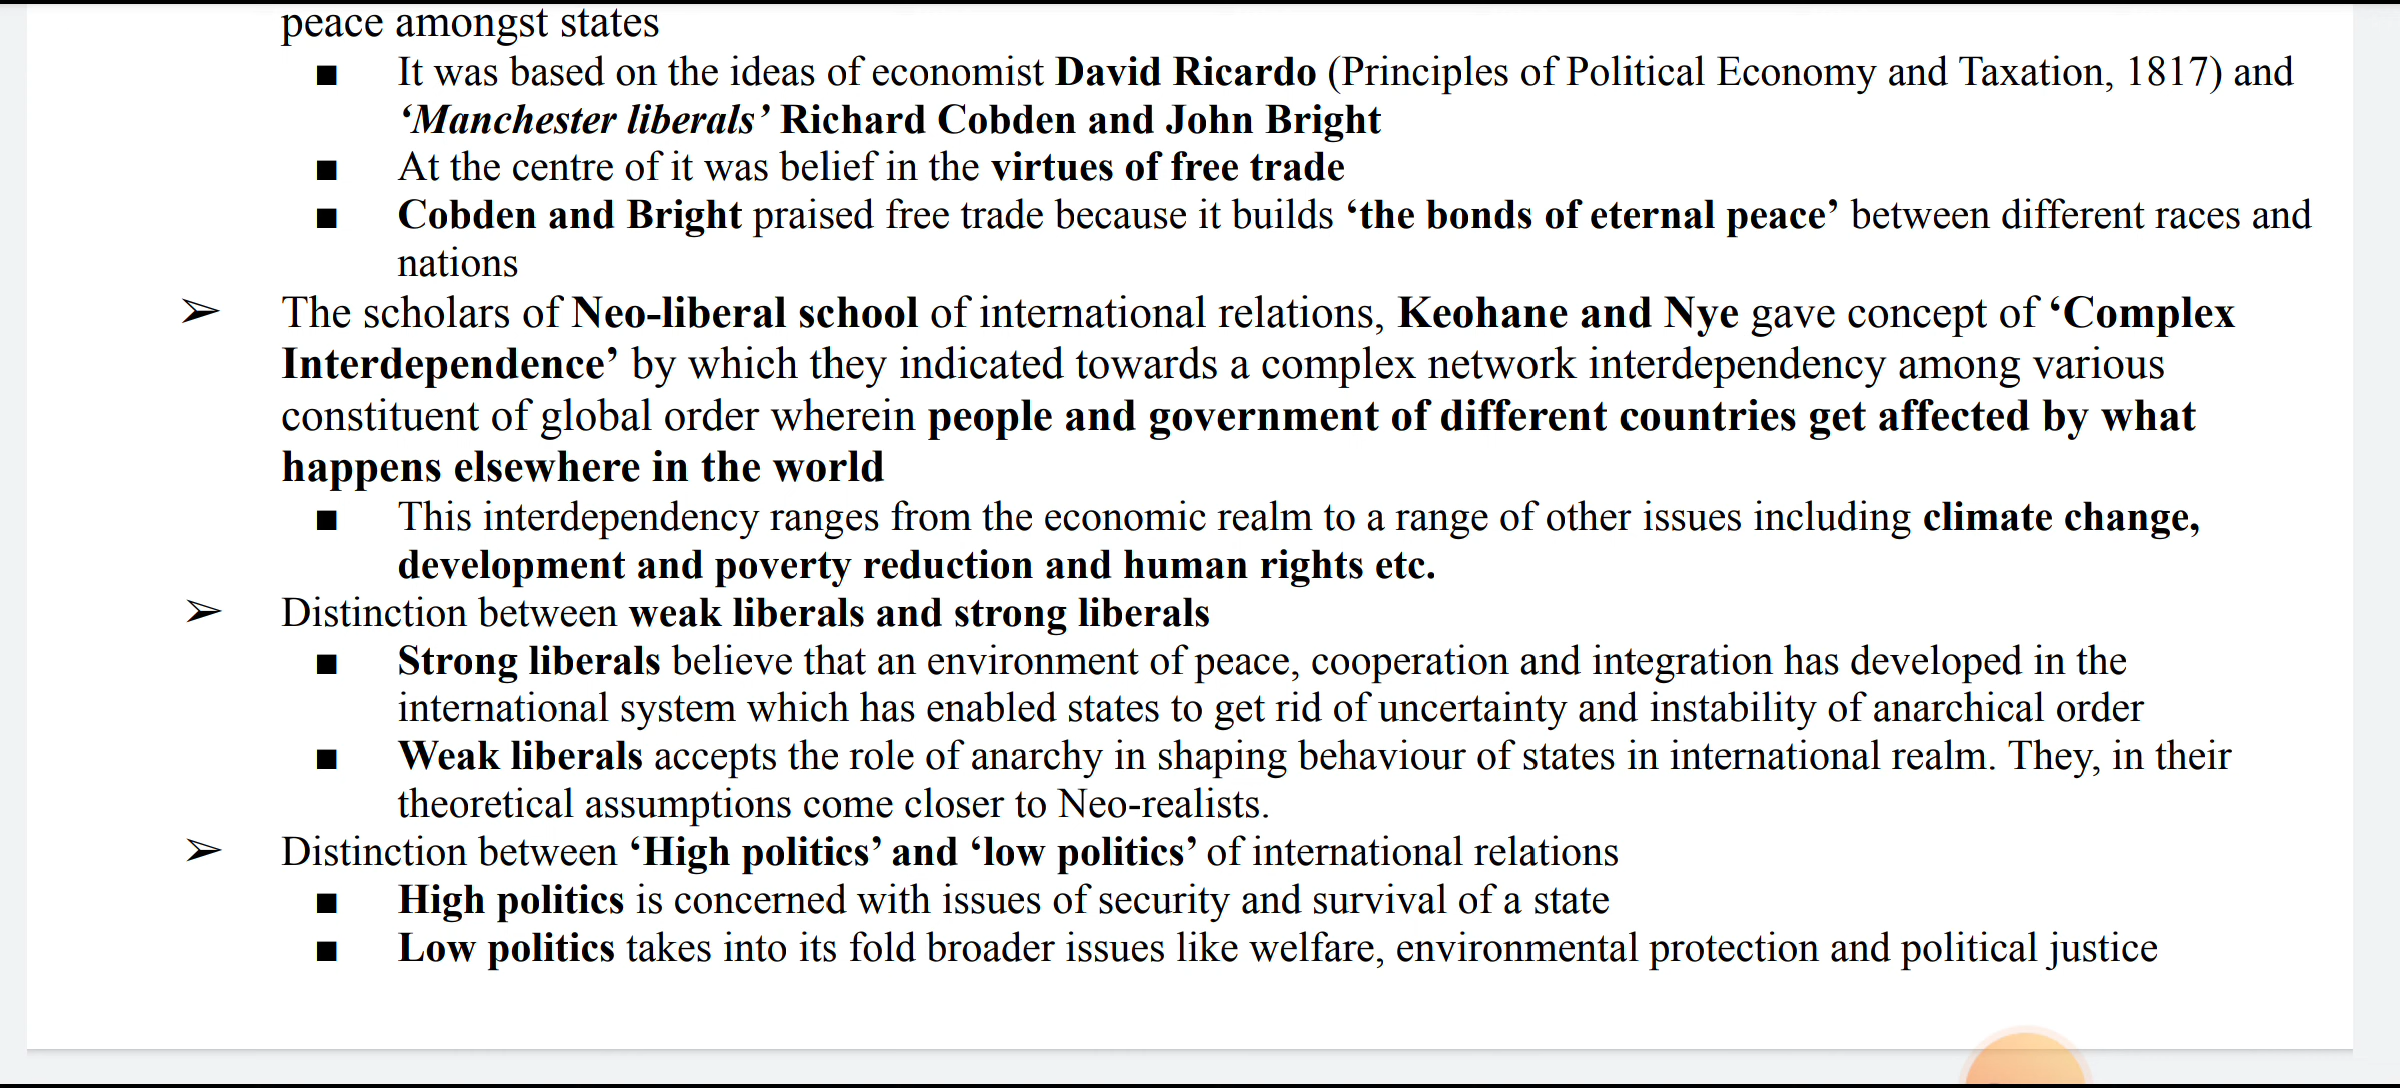 peace amongst states
■ It was based on the ideas of economist David Ricardo (Principles of Political Economy and Taxation, 1817) and
‘Manchester liberals’ Richard Cobden and John Bright
■ At the centre of it was belief in the virtues of free trade
■ Cobden and Bright praised free trade because it builds ‘the bonds of eternal peace’ between different races and
nations
➢ The scholars of Neo-liberal school of international relations, Keohane and Nye gave concept of ‘Complex
Interdependence’ by which they indicated towards a complex network interdependency among various
constituent of global order wherein people and government of different countries get affected by what
happens elsewhere in the world
■ This interdependency ranges from the economic realm to a range of other issues including climate change,
development and poverty reduction and human rights etc.
➢ Distinction between weak liberals and strong liberals
■ Strong liberals believe that an environment of peace, cooperation and integration has developed in the
international system which has enabled states to get rid of uncertainty and instability of anarchical order
■ Weak liberals accepts the role of anarchy in shaping behaviour of states in international realm. They, in their
theoretical assumptions come closer to Neo-realists.
➢ Distinction between ‘High politics’ and ‘low politics’ of international relations
■ High politics is concerned with issues of security and survival of a state
■ Low politics takes into its fold broader issues like welfare, environmental protection and political justice